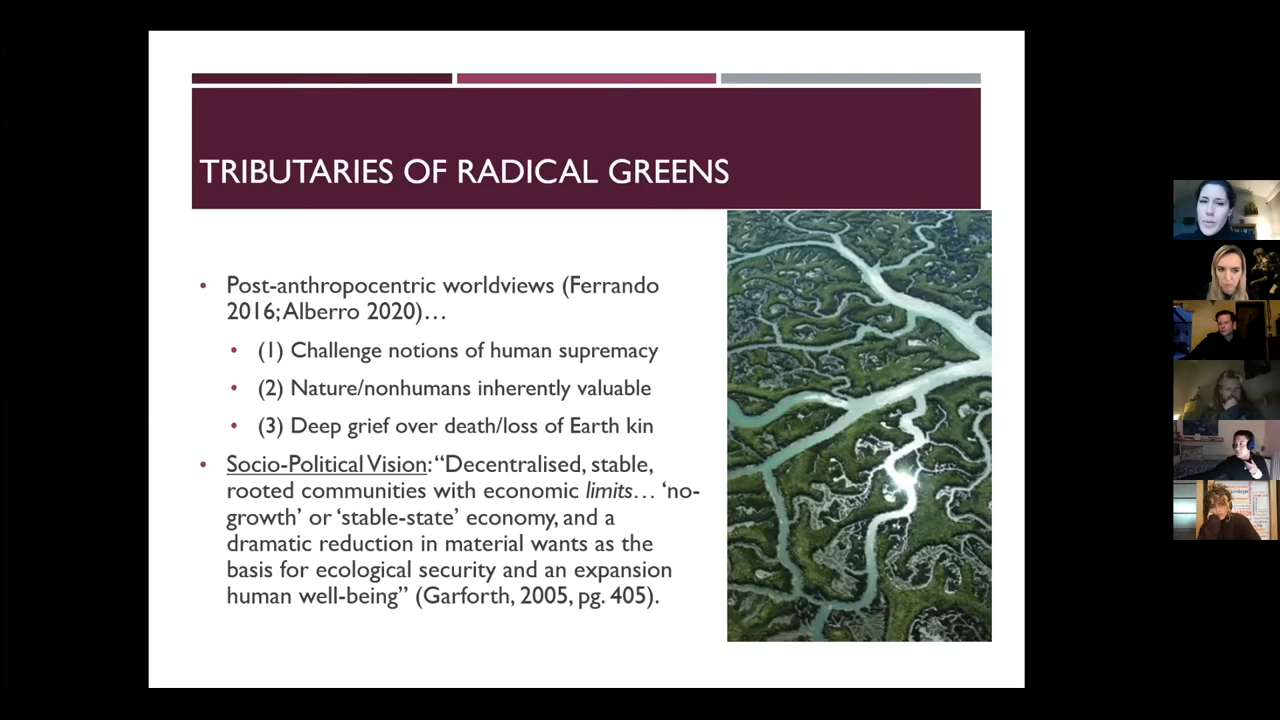 TRIBUTARIES OF RADICAL GREENS
• Post-anthropocentric worldviews (Ferrando
2016; Alberro 2020)…
• (1) Challenge notions of human supremacy
• (2) Nature/nonhumans inherently valuable
• (3) Deep grief over death/loss of Earth kin
• Socio-Political Vision: “Decentralised, stable,
rooted communities with economic limits… ‘no-
growth’ or ‘stable-state’ economy, and a
dramatic reduction in material wants as the
basis for ecological security and an expansion
human well-being” (Garforth, 2005, pg. 405).